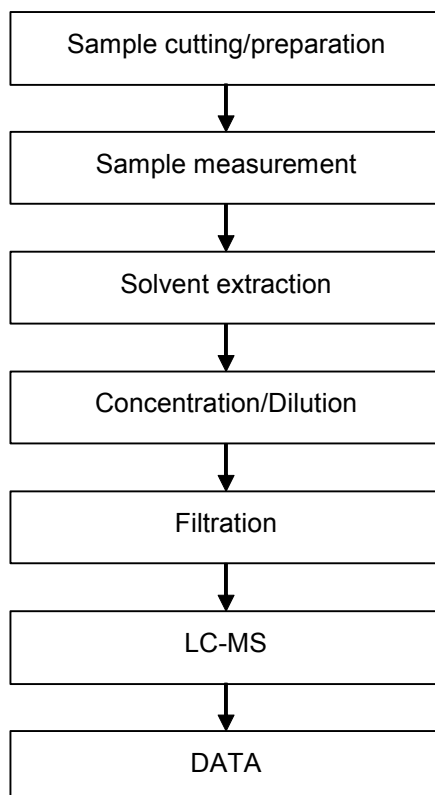 Sample cutting/preparation
Sample measurement
Solvent extraction
Concentration/Dilution
Filtration
LC-MS
DATA